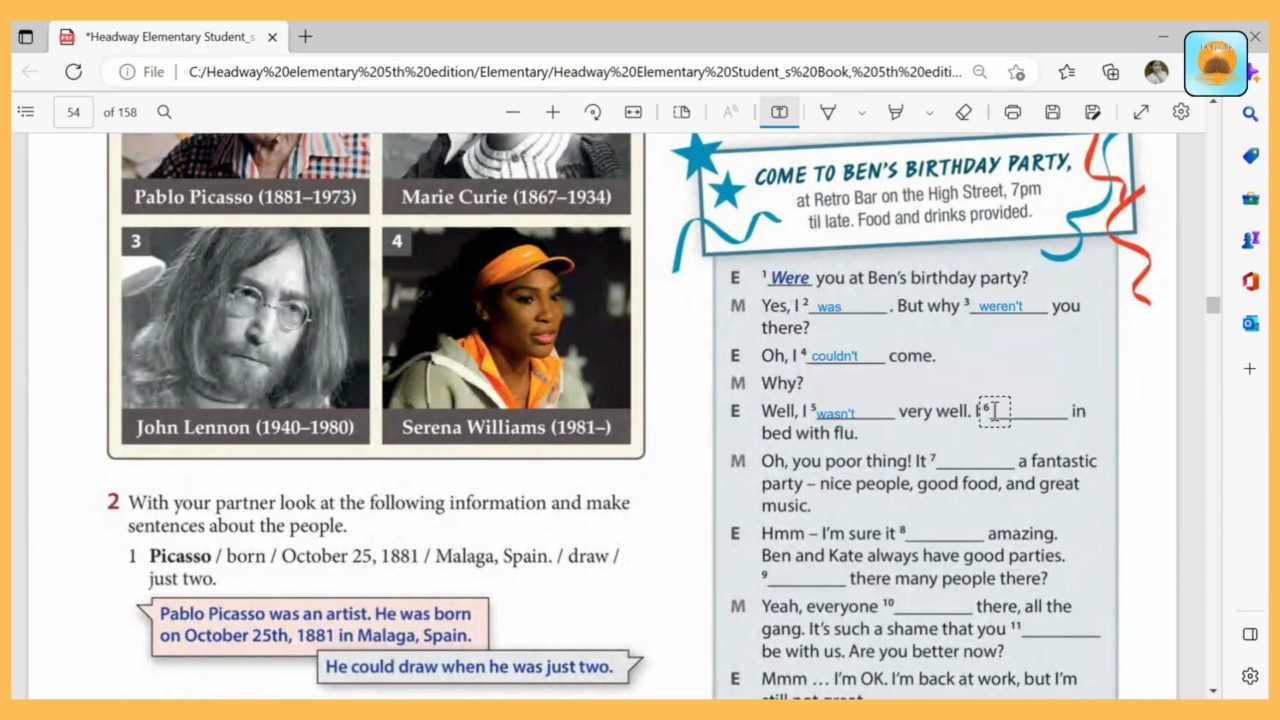 *Headway Elementary Student_s
File
C:/Headway%20elementary%205th%20edition/Elementary/Headway%20Elementary%20Student_s%20Book,%205th%20editi...
54 of 158
Pablo Picasso (1881–1973)
Marie Curie (1867–1934)
3
4
John Lennon (1940–1980)
Serena Williams (1981–)
2 With your partner look at the following information and make
sentences about the people.
1 Picasso / born / October 25, 1881 / Malaga, Spain. / draw /
just two.
Pablo Picasso was an artist. He was born
on October 25th, 1881 in Malaga, Spain.
He could draw when he was just two.
COME TO BEN'S BIRTHDAY PARTY,
at Retro Bar on the High Street, 7pm
til late. Food and drinks provided.
E 1 Were you at Ben's birthday party?
M Yes, I 2 was . But why 3 weren't you
there?
E Oh, I 4 couldn't come.
M Why?
E Well, I 5 wasn't very well. I 6 ________ in
bed with flu.
M Oh, you poor thing! It 7 ________ a fantastic
party – nice people, good food, and great
music.
E Hmm – I'm sure it 8 ________ amazing.
Ben and Kate always have good parties.
9 ________ there many people there?
M Yeah, everyone 10 ________ there, all the
gang. It's such a shame that you 11 ________
be with us. Are you better now?
E Mmm … I'm OK. I'm back at work, but I'm